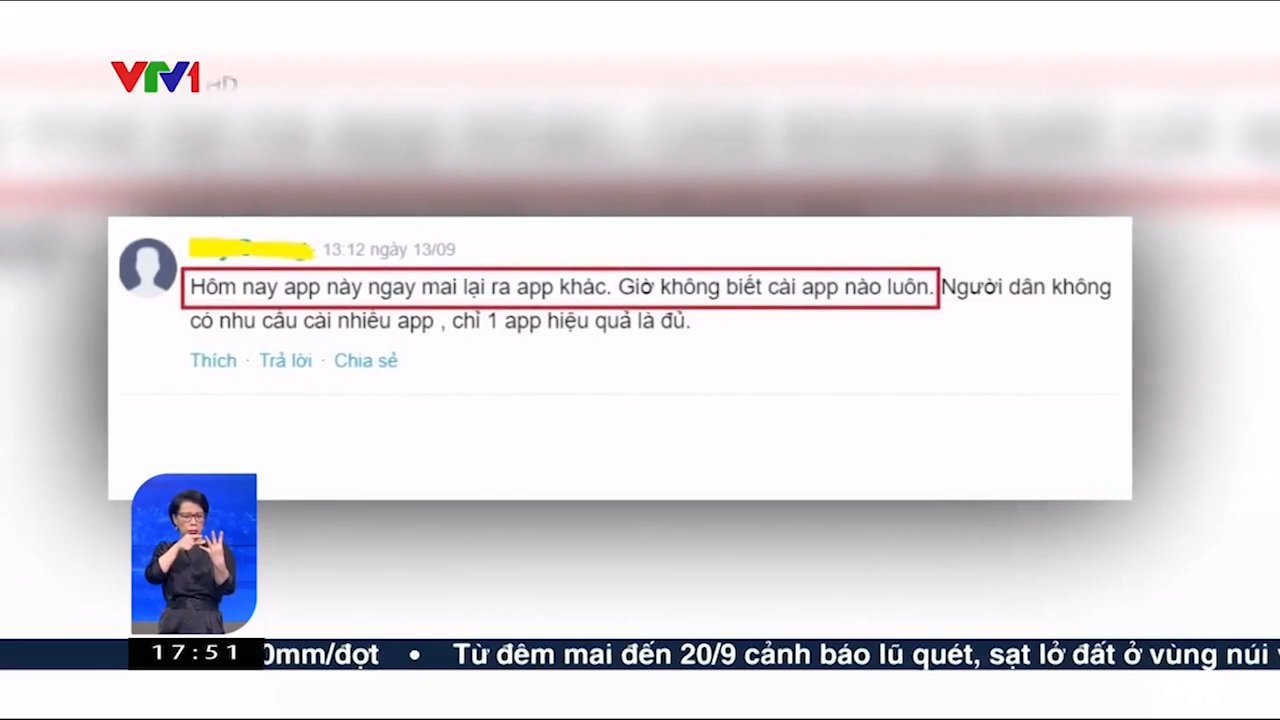 VTV1 HD
13:12 ngày 13/09
Hôm nay app này ngay mai lại ra app khác. Giờ không biết cài app nào luôn. Người dân không
có nhu cầu cài nhiều app , chỉ 1 app hiệu quả là đủ.
Thích · Trả lời · Chia sẻ
17:51 0mm/đợt • Từ đêm mai đến 20/9 cảnh báo lũ quét, sạt lở đất ở vùng núi